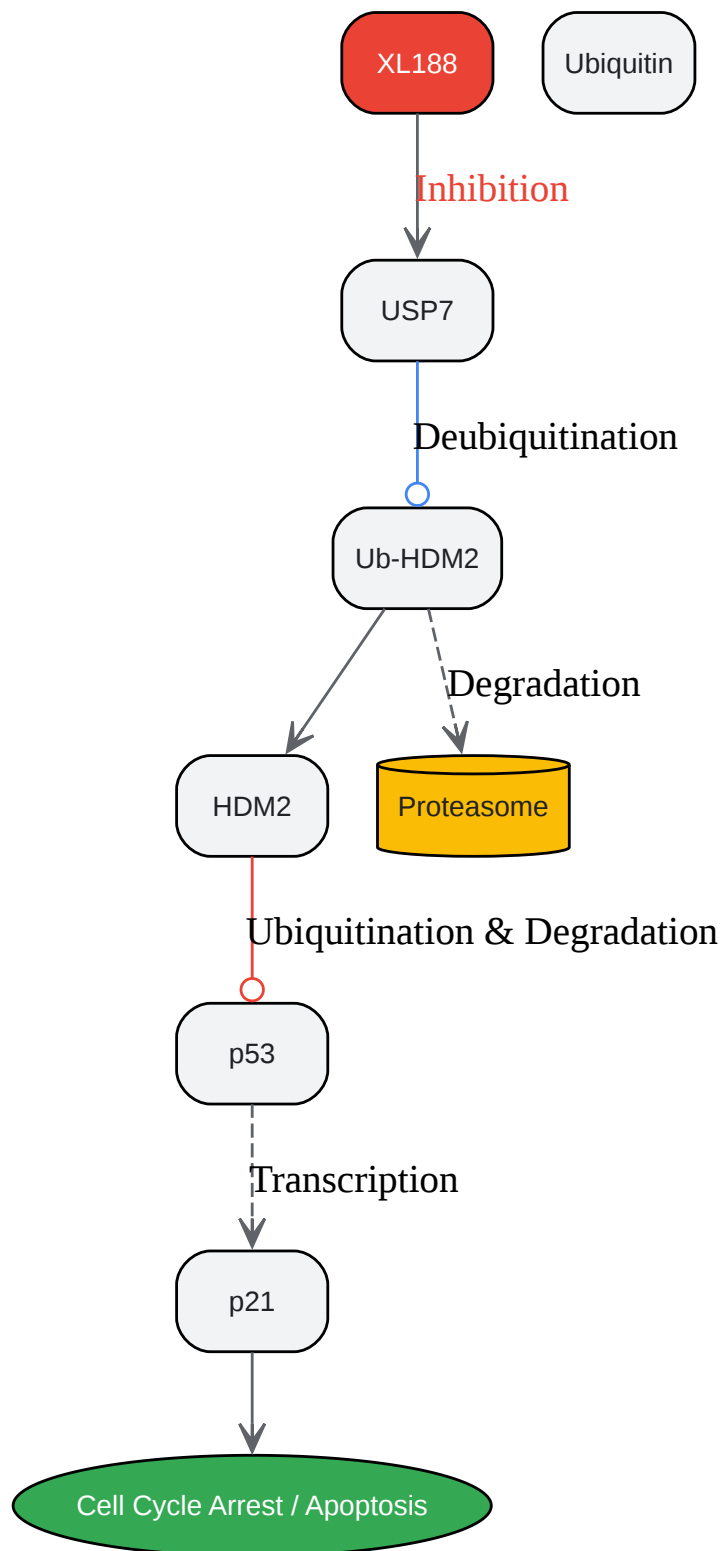 XL188
Ubiquitin
Inhibition
USP7
Deubiquitination
Ub-HDM2
Degradation
HDM2
Proteasome
Ubiquitination & Degradation
p53
Transcription
p21
Cell Cycle Arrest / Apoptosis